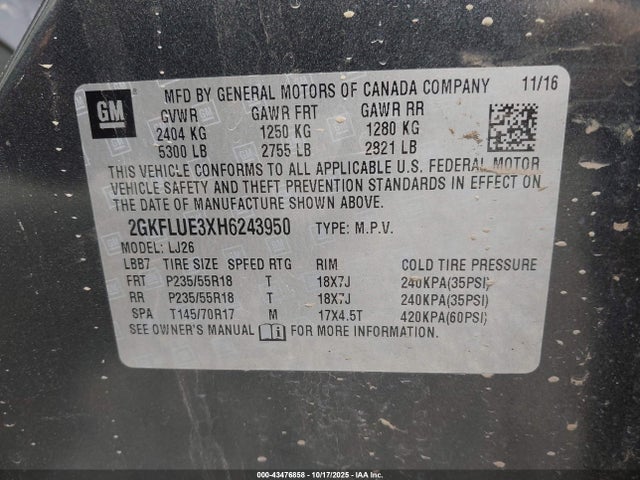 MFD BY GENERAL MOTORS OF CANADA COMPANY 11/16
GM GVWR GAWR FRT GAWR RR
2404 KG 1250 KG 1280 KG
5300 LB 2755 LB 2821 LB
THIS VEHICLE CONFORMS TO ALL APPLICABLE U.S. FEDERAL MOTOR
VEHICLE SAFETY AND THEFT PREVENTION STANDARDS IN EFFECT ON
THE DATE OF MANUFACTURE SHOWN ABOVE.
2GKFLUE3XH6243950 TYPE: M.P.V.
MODEL: LJ26
LBB7 TIRE SIZE SPEED RTG RIM COLD TIRE PRESSURE
FRT P235/55R18 T 18X7J 240KPA(35PSI)
RR P235/55R18 T 18X7J 240KPA(35PSI)
SPA T145/70R17 M 17X4.5T 420KPA(60PSI)
SEE OWNER'S MANUAL FOR MORE INFORMATION.
000-43476858 - 10/17/2025 - IAA Inc.